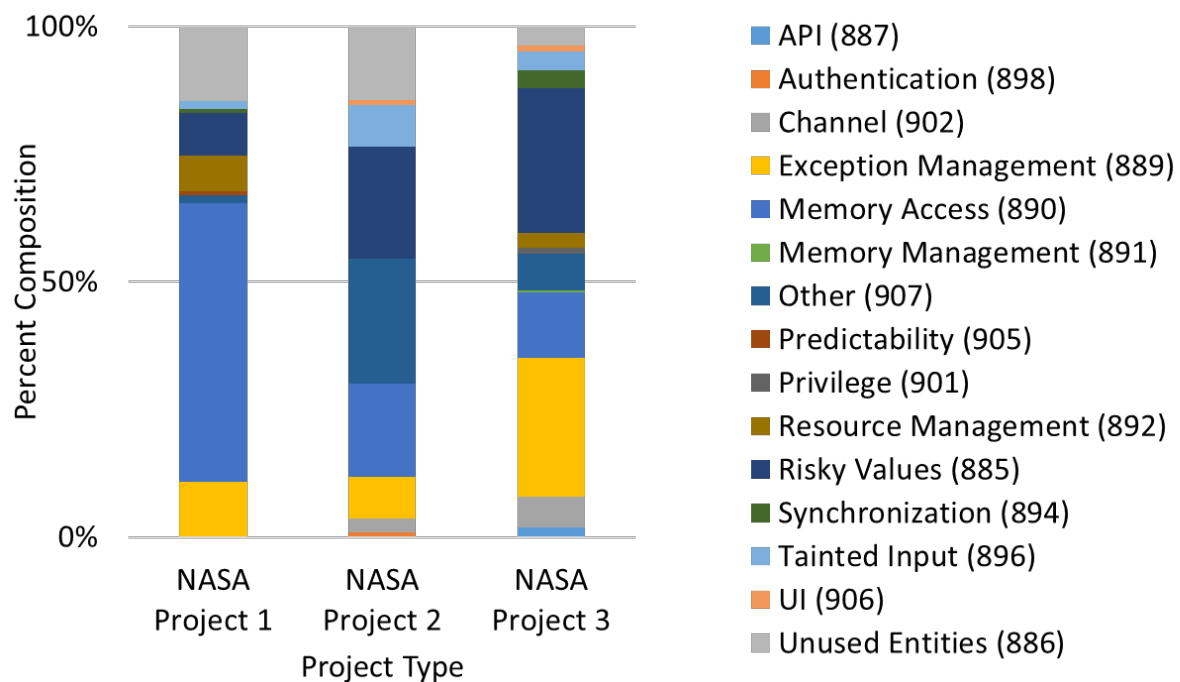 100%
50%
0%
Percent Composition
NASA
Project 1
NASA
Project 2
NASA
Project 3
Project Type
API (887)
Authentication (898)
Channel (902)
Exception Management (889)
Memory Access (890)
Memory Management (891)
Other (907)
Predictability (905)
Privilege (901)
Resource Management (892)
Risky Values (885)
Synchronization (894)
Tainted Input (896)
UI (906)
Unused Entities (886)